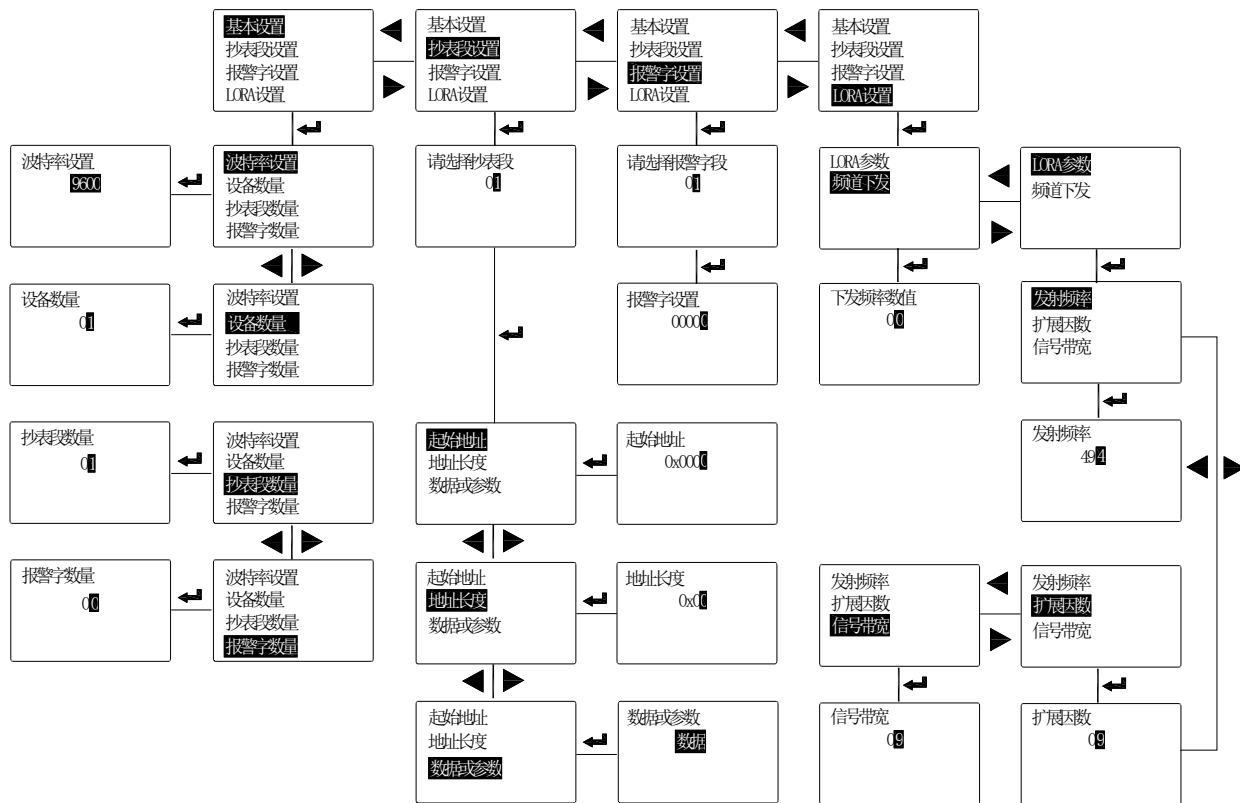 基本设置
抄表段设置
报警字设置
LORA设置
基本设置
抄表段设置
报警字设置
LORA设置
基本设置
抄表段设置
报警字设置
LORA设置
基本设置
抄表段设置
报警字设置
LORA设置
波特率设置
9600
波特率设置
设备数量
抄表段数量
报警字数量
请选择抄表段
01
请选择报警字段
01
LORA参数
频道下发
LORA参数
频道下发
设备数量
01
波特率设置
设备数量
抄表段数量
报警字数量
报警字设置
00000
下发频率数值
00
发射频率
扩展因数
信号带宽
抄表段数量
01
波特率设置
设备数量
抄表段数量
报警字数量
起始地址
地址长度
数据或参数
起始地址
0x0000
发射频率
494
报警字数量
00
波特率设置
设备数量
抄表段数量
报警字数量
起始地址
地址长度
数据或参数
地址长度
0x00
发射频率
扩展因数
信号带宽
发射频率
扩展因数
信号带宽
起始地址
地址长度
数据或参数
数据或参数
数据
信号带宽
09
扩展因数
09